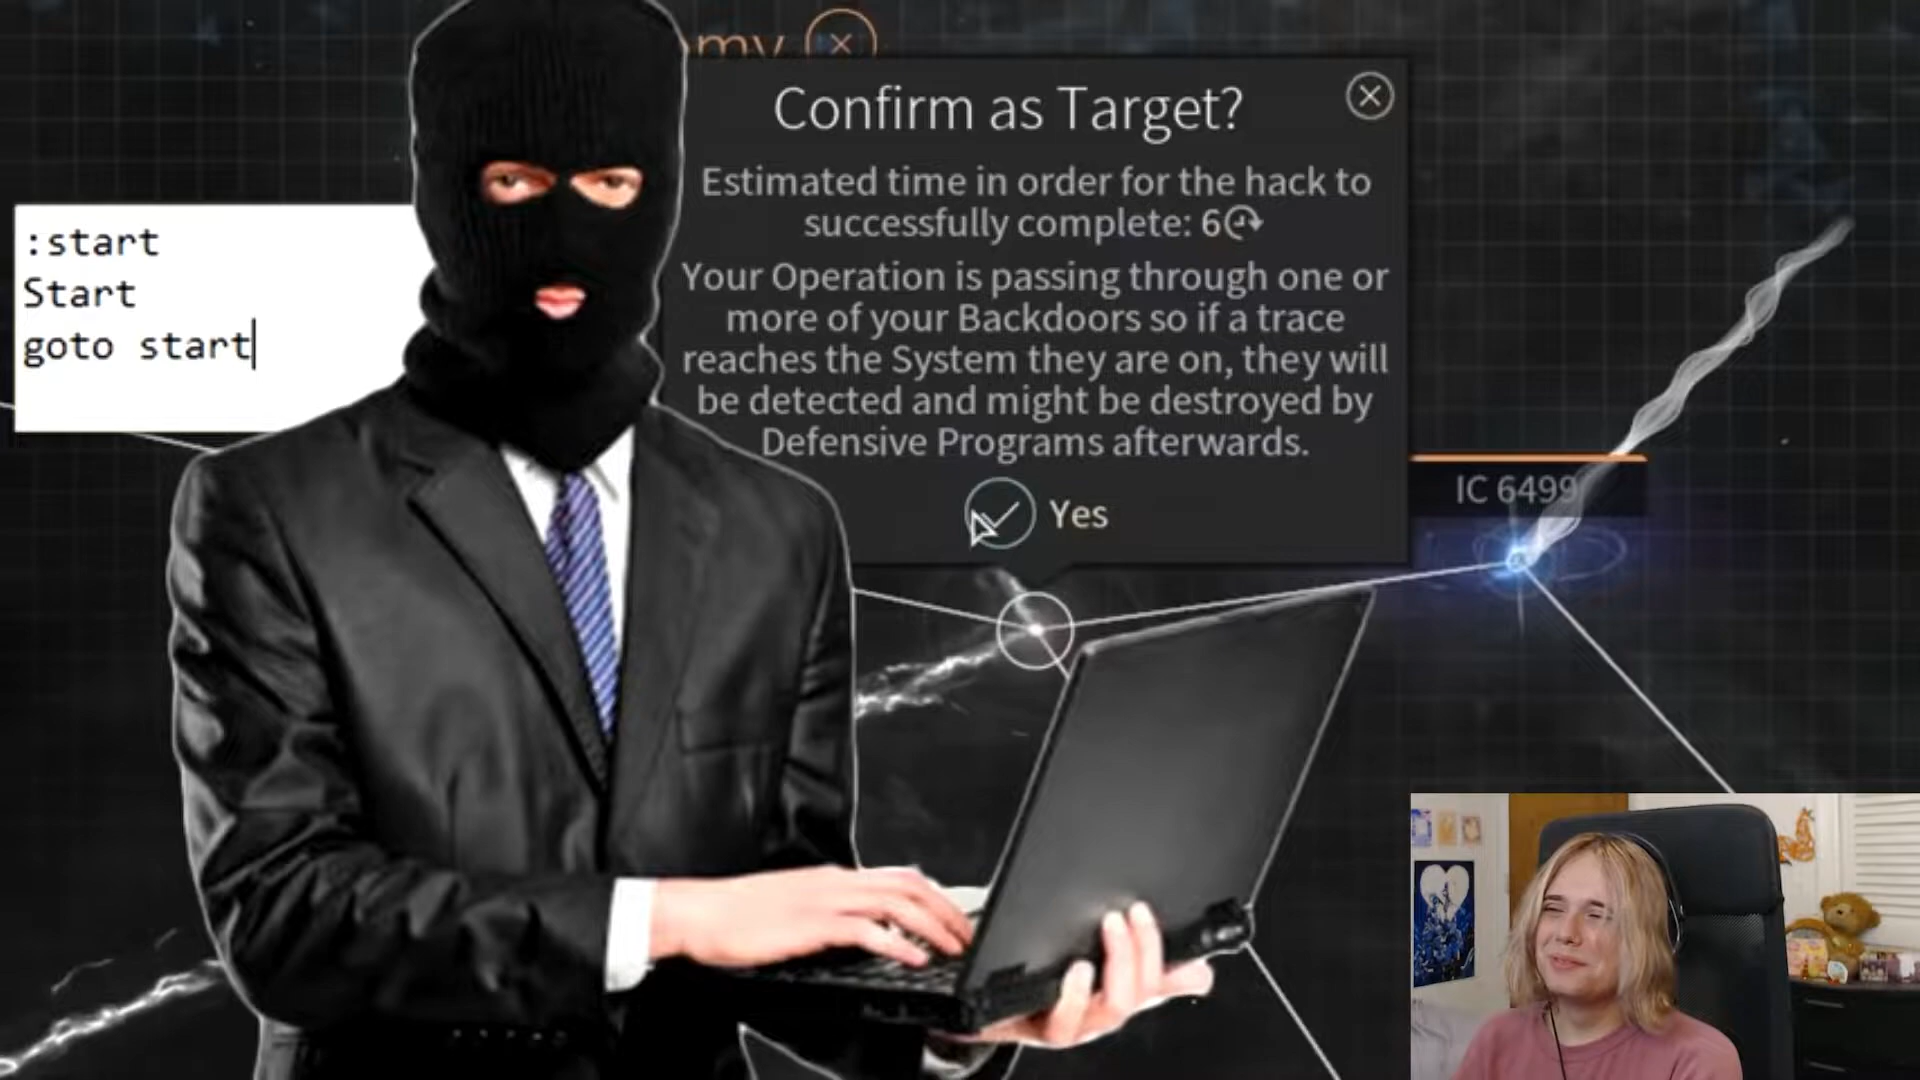 :start
Start
goto start
Confirm as Target?
Estimated time in order for the hack to
successfully complete: 6
Your Operation is passing through one or
more of your Backdoors so if a trace
reaches the System they are on, they will
be detected and might be destroyed by
Defensive Programs afterwards.
Yes
IC 6499